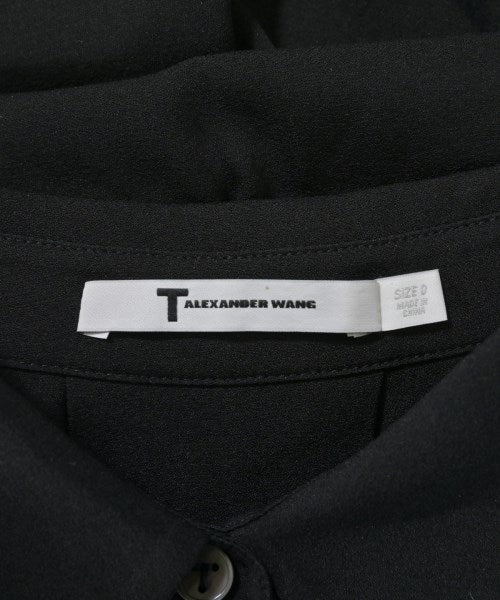 T ALEXANDER WANG
SIZE 0
MADE IN
CHINA